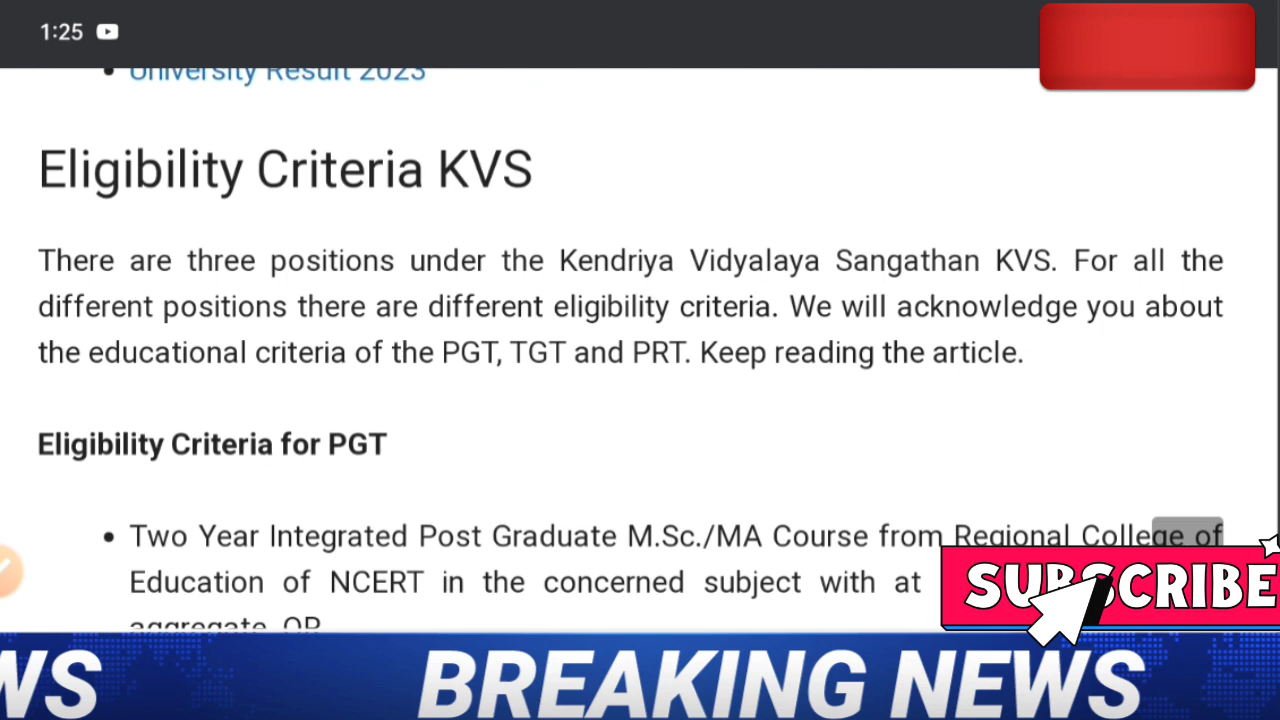 1:25
University Result 2023
Eligibility Criteria KVS
There are three positions under the Kendriya Vidyalaya Sangathan KVS. For all the
different positions there are different eligibility criteria. We will acknowledge you about
the educational criteria of the PGT, TGT and PRT. Keep reading the article.
Eligibility Criteria for PGT
Two Year Integrated Post Graduate M.Sc./MA Course from Regional College of
Education of NCERT in the concerned subject with at
aggregate. OR
SUBSCRIBE
WS BREAKING NEWS